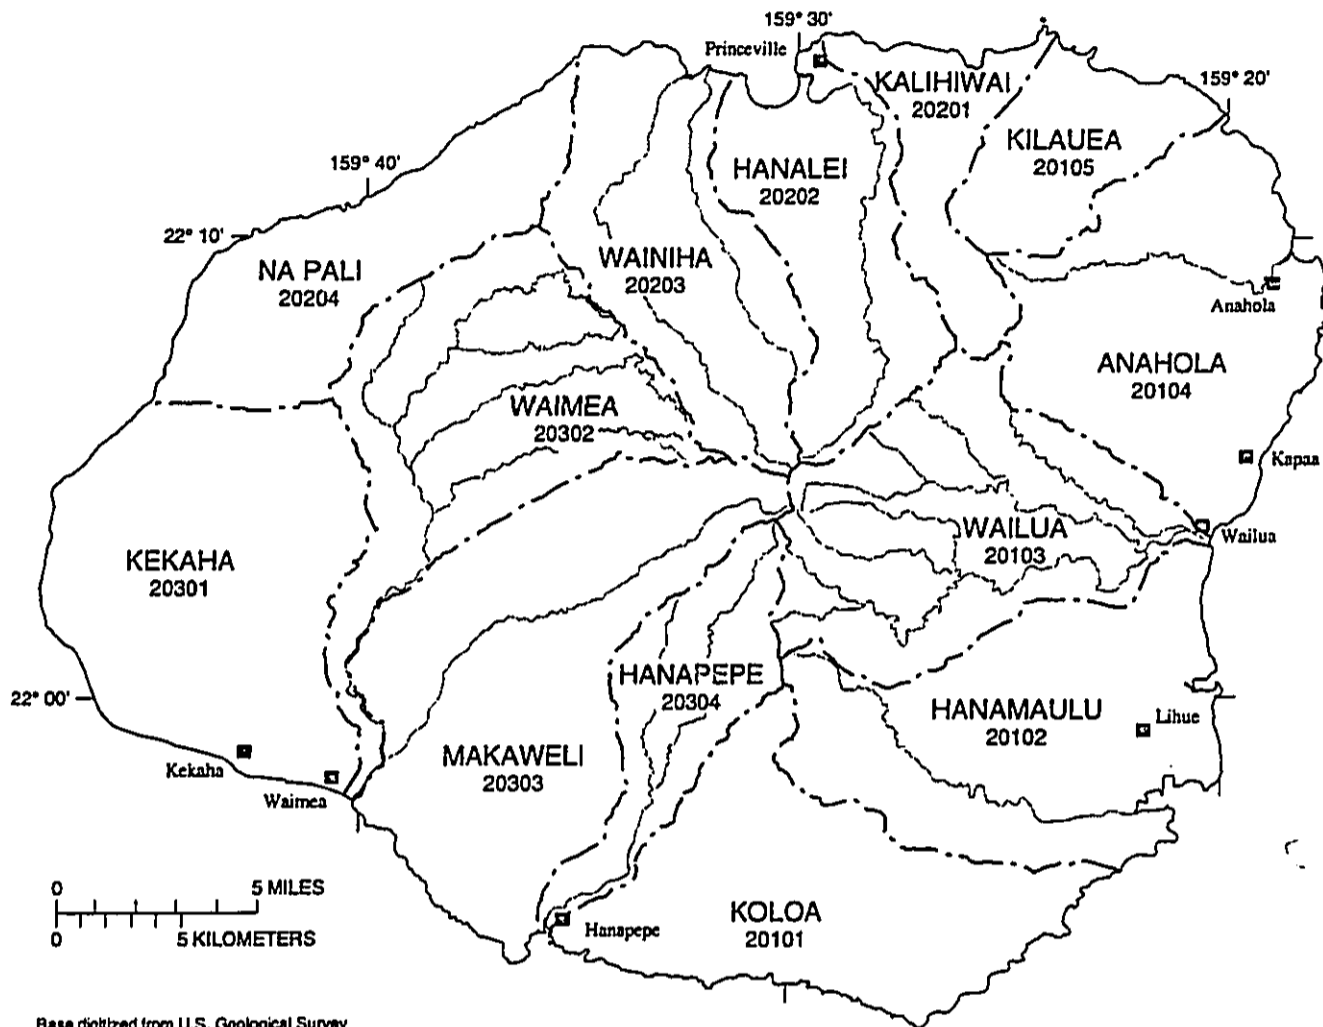 159° 30'
Princeville
KALIHIWAI
20201
159° 20'
KILAUEA
20105
159° 40'
HANALEI
20202
22° 10'
NA PALI
20204
WAINIHA
20203
Anahola
ANAHOLA
20104
WAIMEA
20302
Kapaa
WAILUA
20103
Wailua
KEKAHA
20301
HANAPEPE
20304
22° 00'
HANAMAULU
20102
Lihue
MAKAWELI
20303
Kekaha
Waimea
0 5 MILES
0 5 KILOMETERS
KOLOA
20101
Hanapepe
Base digitized from U.S. Geological Survey